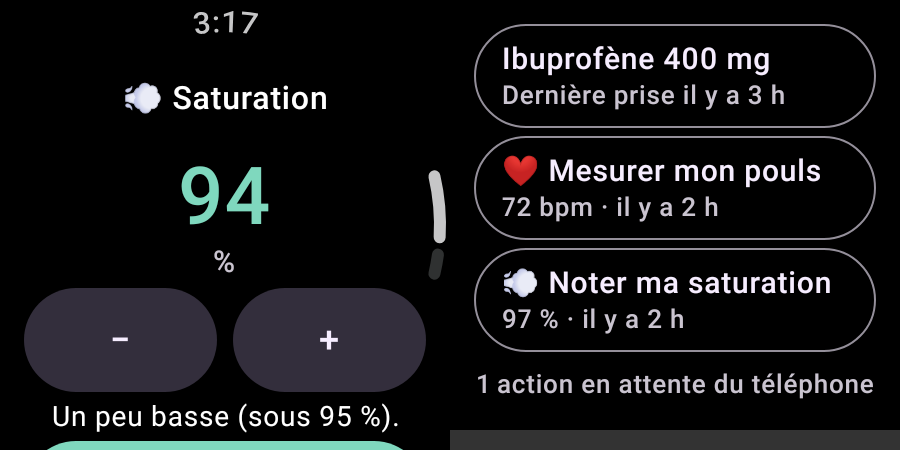 3:17
Saturation
94
%
−
+
Un peu basse (sous 95 %).
Ibuprofène 400 mg
Dernière prise il y a 3 h
Mesurer mon pouls
72 bpm · il y a 2 h
Noter ma saturation
97 % · il y a 2 h
1 action en attente du téléphone